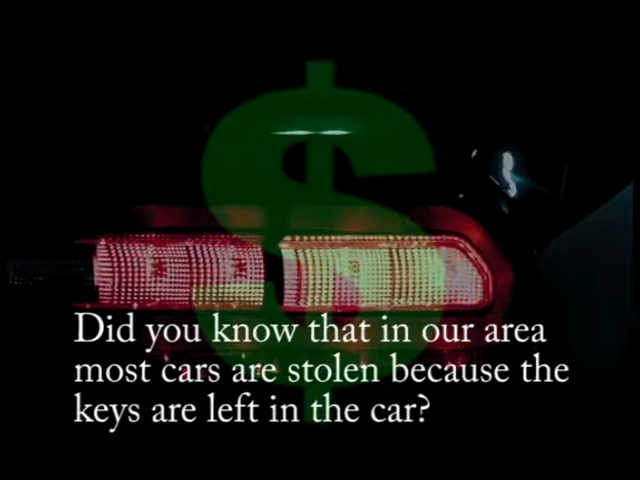 $
Did you know that in our area
most cars are stolen because the
keys are left in the car?